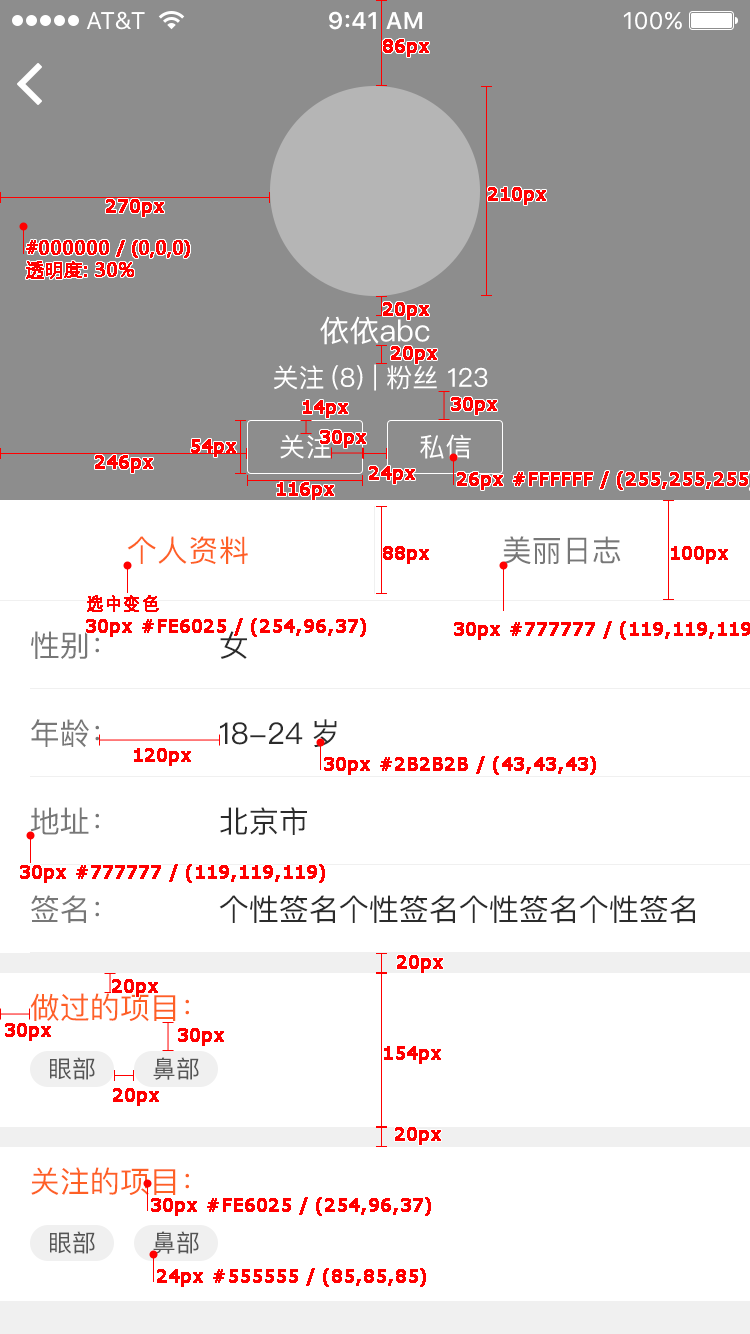 AT&T 9:41 AM 100%
86px
210px
270px
#000000 / (0,0,0)
透明度: 30%
20px
依依abc
20px
关注 (8) | 粉丝 123
14px
30px
54px
关注
30px
私信
246px
24px
116px
26px #FFFFFF / (255,255,255
个人资料
88px
美丽日志
100px
选中变色
30px #FE6025 / (254,96,37)
30px #777777 / (119,119,119
性别: 女
年龄: 18-24 岁
120px
30px #2B2B2B / (43,43,43)
地址: 北京市
30px #777777 / (119,119,119)
签名: 个性签名个性签名个性签名个性签名
20px
20px
做过的项目:
30px
30px
154px
眼部 鼻部
20px
20px
关注的项目:
30px #FE6025 / (254,96,37)
眼部 鼻部
24px #555555 / (85,85,85)